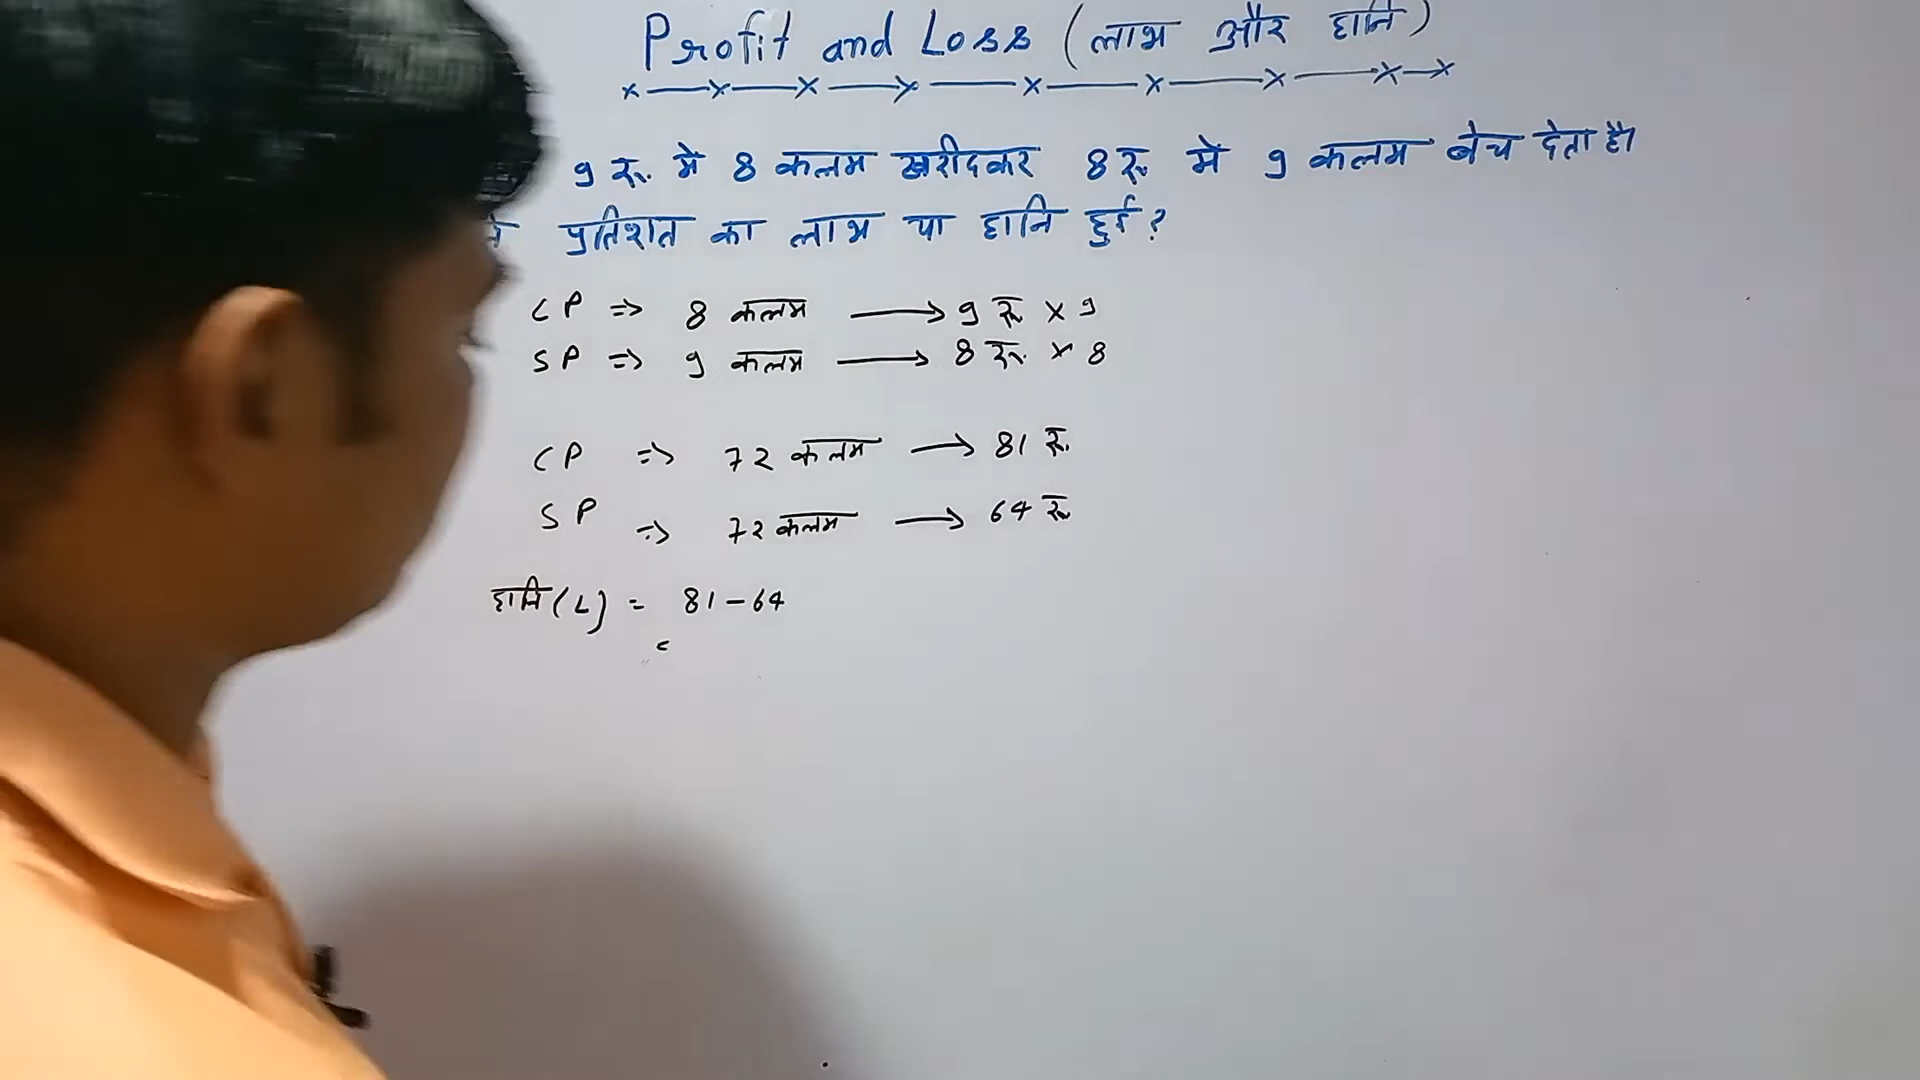 Profit and Loss (लाभ और हानि)
9 रू. में 8 कलम खरीदकर 8 रू. में 9 कलम बेच देता है।
प्रतिशत का लाभ या हानि हुई?
CP => 8 कलम → 9 रू. × 9
SP => 9 कलम → 8 रू. × 8
CP => 72 कलम → 81 रू.
SP => 72 कलम → 64 रू.
हानि (L) = 81 - 64
=